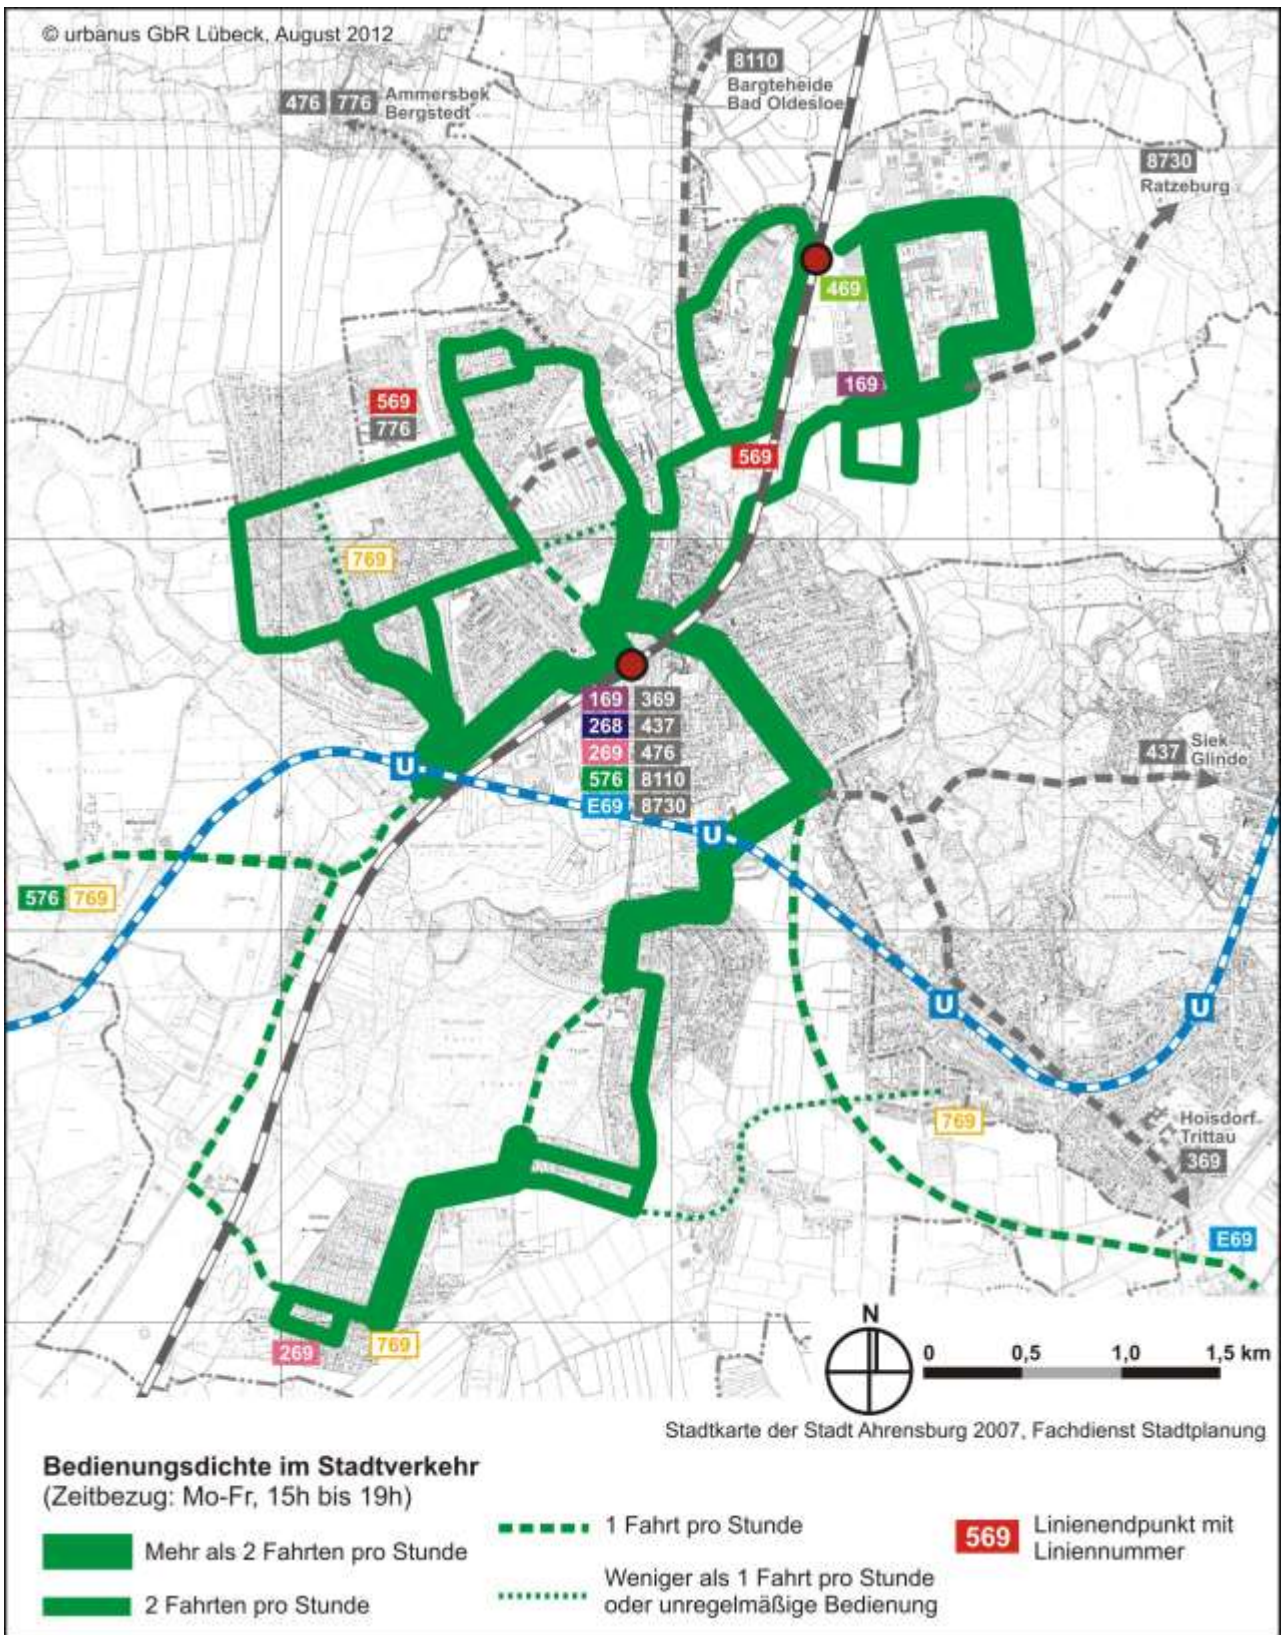 © urbanus GbR Lübeck, August 2012
8110
Bargteheide
Bad Oldesloe
476 776
Ammersbek
Bergstedt
8730
Ratzeburg
469
169
569
776
569
769
169 369
268 437
269 476
576 8110
E69 8730
437
Siek
Glinde
U
U
U
U
576 769
769
Hoisdorf
Trittau
369
E69
269
769
N
0 0,5 1,0 1,5 km
Stadtkarte der Stadt Ahrensburg 2007, Fachdienst Stadtplanung
Bedienungsdichte im Stadtverkehr
(Zeitbezug: Mo-Fr, 15h bis 19h)
Mehr als 2 Fahrten pro Stunde
2 Fahrten pro Stunde
1 Fahrt pro Stunde
Weniger als 1 Fahrt pro Stunde
oder unregelmäßige Bedienung
569
Linienendpunkt mit
Liniennummer